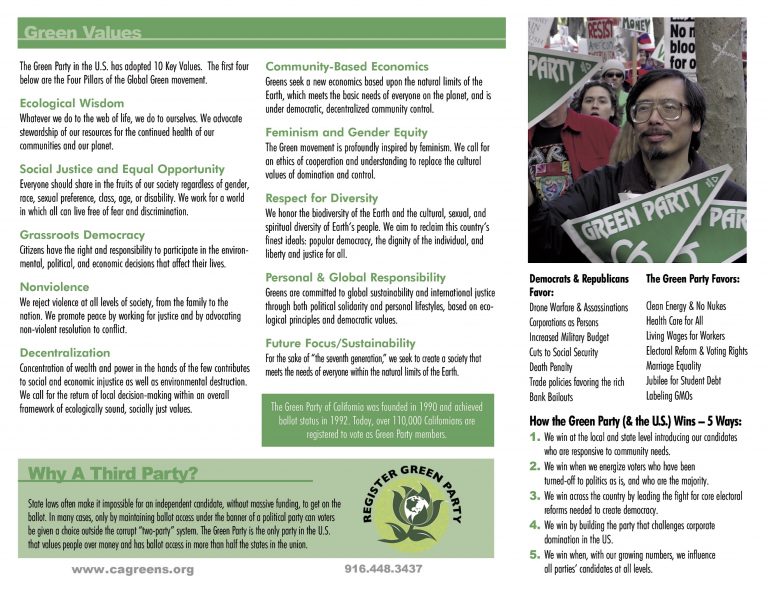 Green Values
The Green Party in the U.S. has adopted 10 Key Values. The first four
below are the Four Pillars of the Global Green movement.
Ecological Wisdom
Whatever we do to the web of life, we do to ourselves. We advocate
stewardship of our resources for the continued health of our
communities and our planet.
Social Justice and Equal Opportunity
Everyone should share in the fruits of our society regardless of gender,
race, sexual preference, class, age, or disability. We work for a world
in which all can live free of fear and discrimination.
Grassroots Democracy
Citizens have the right and responsibility to participate in the environ-
mental, political, and economic decisions that affect their lives.
Nonviolence
We reject violence at all levels of society, from the family to the
nation. We promote peace by working for justice and by advocating
non-violent resolution to conflict.
Decentralization
Concentration of wealth and power in the hands of the few contributes
to social and economic injustice as well as environmental destruction.
We call for the return of local decision-making within an overall
framework of ecologically sound, socially just values.
Community-Based Economics
Greens seek a new economics based upon the natural limits of the
Earth, which meets the basic needs of everyone on the planet, and is
under democratic, decentralized community control.
Feminism and Gender Equity
The Green movement is profoundly inspired by feminism. We call for
an ethics of cooperation and understanding to replace the cultural
values of domination and control.
Respect for Diversity
We honor the biodiversity of the Earth and the cultural, sexual, and
spiritual diversity of Earth's people. We aim to reclaim this country's
finest ideals: popular democracy, the dignity of the individual, and
liberty and justice for all.
Personal & Global Responsibility
Greens are committed to global sustainability and international justice
through both political solidarity and personal lifestyles, based on eco-
logical principles and democratic values.
Future Focus/Sustainability
For the sake of "the seventh generation," we seek to create a society that
meets the needs of everyone within the natural limits of the Earth.
The Green Party of California was founded in 1990 and achieved
ballot status in 1992. Today, over 110,000 Californians are
registered to vote as Green Party members.
Why A Third Party?
State laws often make it impossible for an independent candidate, without massive funding, to get on the
ballot. In many cases, only by maintaining ballot access under the banner of a political party can voters
be given a choice outside the corrupt "two-party" system. The Green Party is the only party in the U.S.
that values people over money and has ballot access in more than half the states in the union.
REGISTER GREEN PARTY
www.cagreens.org
916.448.3437
RESIST
MONEY
No
bloo
for o
PARTY
GREEN PARTY
PARTY
Democrats & Republicans
Favor:
Drone Warfare & Assassinations
Corporations as Persons
Increased Military Budget
Cuts to Social Security
Death Penalty
Trade policies favoring the rich
Bank Bailouts
The Green Party Favors:
Clean Energy & No Nukes
Health Care for All
Living Wages for Workers
Electoral Reform & Voting Rights
Marriage Equality
Jubilee for Student Debt
Labeling GMOs
How the Green Party (& the U.S.) Wins – 5 Ways:
1. We win at the local and state level introducing our candidates
who are responsive to community needs.
2. We win when we energize voters who have been
turned-off to politics as is, and who are the majority.
3. We win across the country by leading the fight for core electoral
reforms needed to create democracy.
4. We win by building the party that challenges corporate
domination in the US.
5. We win when, with our growing numbers, we influence
all parties' candidates at all levels.